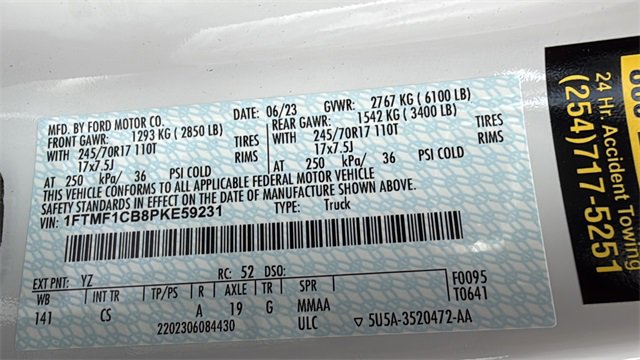 MFD. BY FORD MOTOR CO.
DATE: 06/23 GVWR: 2767 KG (6100 LB)
FRONT GAWR: 1293 KG (2850 LB)
REAR GAWR: 1542 KG (3400 LB)
WITH 245/70R17 110T TIRES
WITH 245/70R17 110T TIRES
17x7.5J RIMS
17x7.5J RIMS
AT 250 kPa/ 36 PSI COLD
AT 250 kPa/ 36 PSI COLD
THIS VEHICLE CONFORMS TO ALL APPLICABLE FEDERAL MOTOR VEHICLE
SAFETY STANDARDS IN EFFECT ON THE DATE OF MANUFACTURE SHOWN ABOVE.
VIN: 1FTMF1CB8PKE59231
TYPE: Truck
EXT PNT: YZ RC: 52 DSO:
WB INT TR TP/PS R AXLE TR SPR
141 CS A 19 G MMAA
ULC
F0095
T0641
2202306084430
▽ 5U5A-3520472-AA
24 Hr. Accident Towing
(254)717-5251